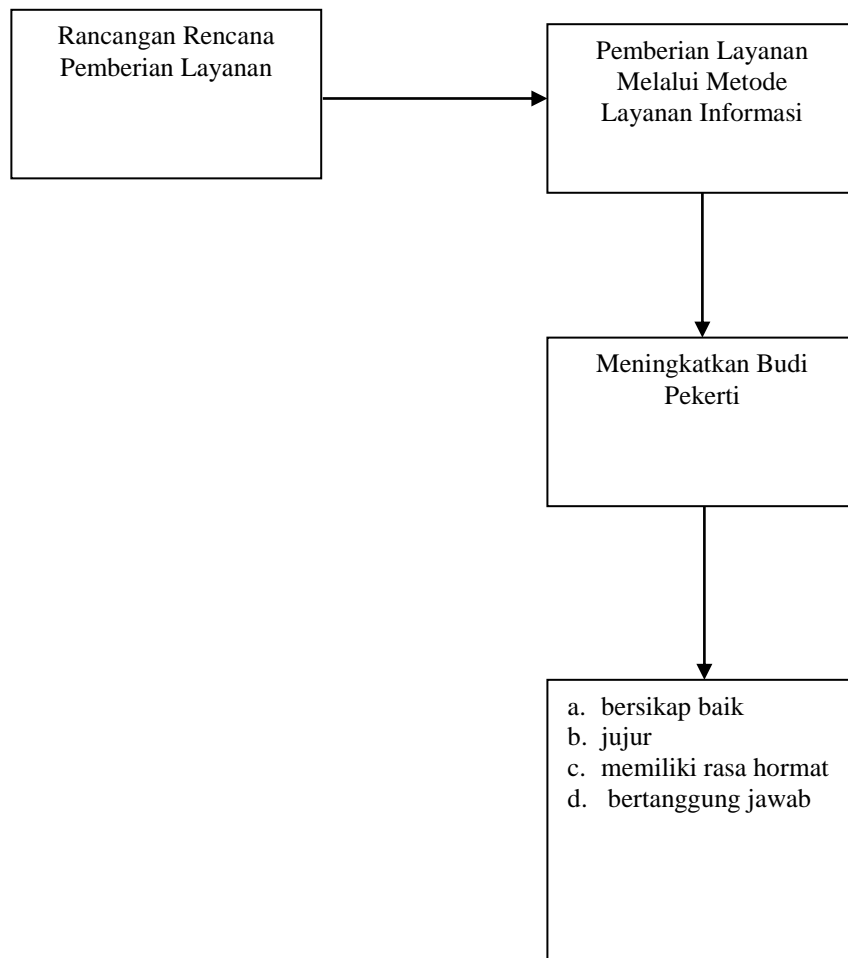 Rancangan Rencana
Pemberian Layanan
Pemberian Layanan
Melalui Metode
Layanan Informasi
Meningkatkan Budi
Pekerti
a. bersikap baik
b. jujur
c. memiliki rasa hormat
d. bertanggung jawab